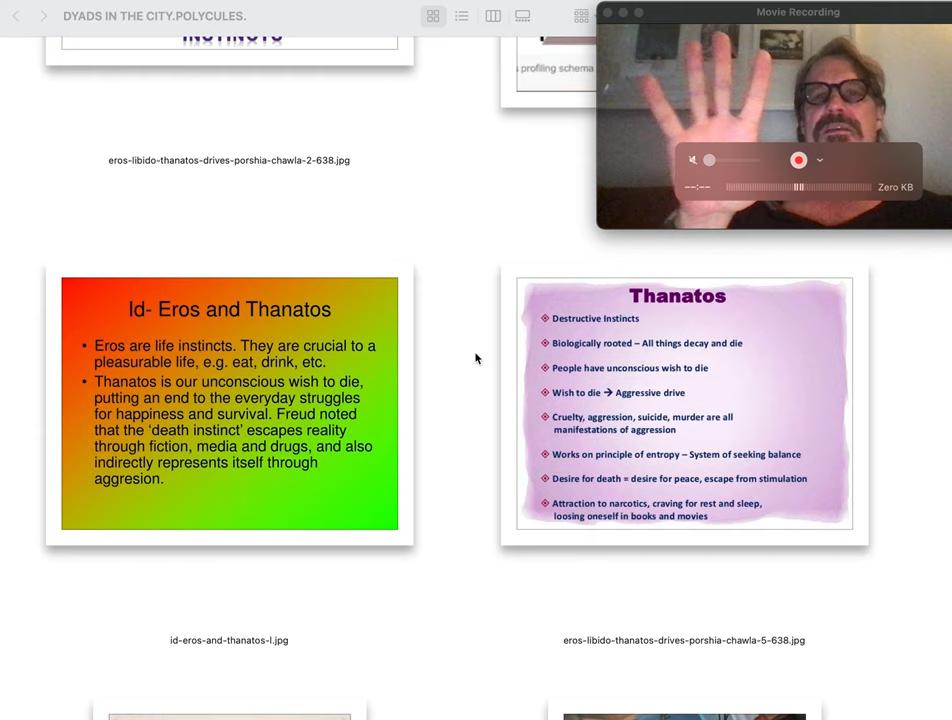 DYADS IN THE CITY.POLYCULES.
Movie Recording
INSTINCTS
profiling schema
--:--
Zero KB
eros-libido-thanatos-drives-porshia-chawla-2-638.jpg
Id- Eros and Thanatos
• Eros are life instincts. They are crucial to a
pleasurable life, e.g. eat, drink, etc.
• Thanatos is our unconscious wish to die,
putting an end to the everyday struggles
for happiness and survival. Freud noted
that the ‘death instinct’ escapes reality
through fiction, media and drugs, and also
indirectly represents itself through
aggresion.
Thanatos
Destructive Instincts
Biologically rooted – All things decay and die
People have unconscious wish to die
Wish to die → Aggressive drive
Cruelty, aggression, suicide, murder are all
manifestations of aggression
Works on principle of entropy – System of seeking balance
Desire for death = desire for peace, escape from stimulation
Attraction to narcotics, craving for rest and sleep,
loosing oneself in books and movies
id-eros-and-thanatos-l.jpg
eros-libido-thanatos-drives-porshia-chawla-5-638.jpg